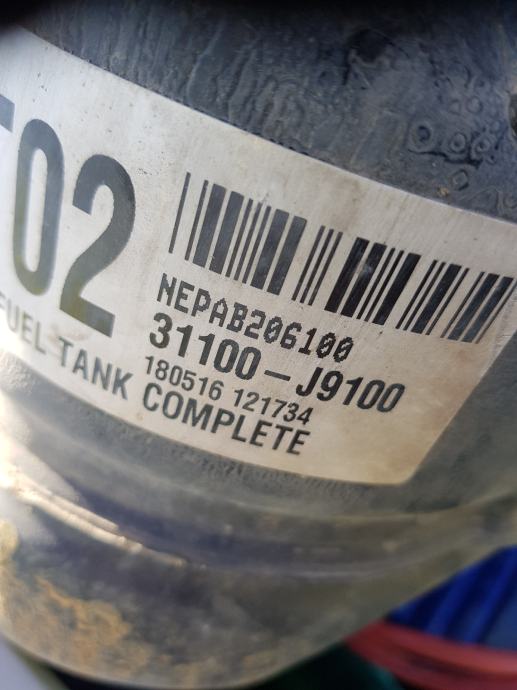 02
NEPAB206100
31100-J9100
180516 121734
FUEL TANK COMPLETE